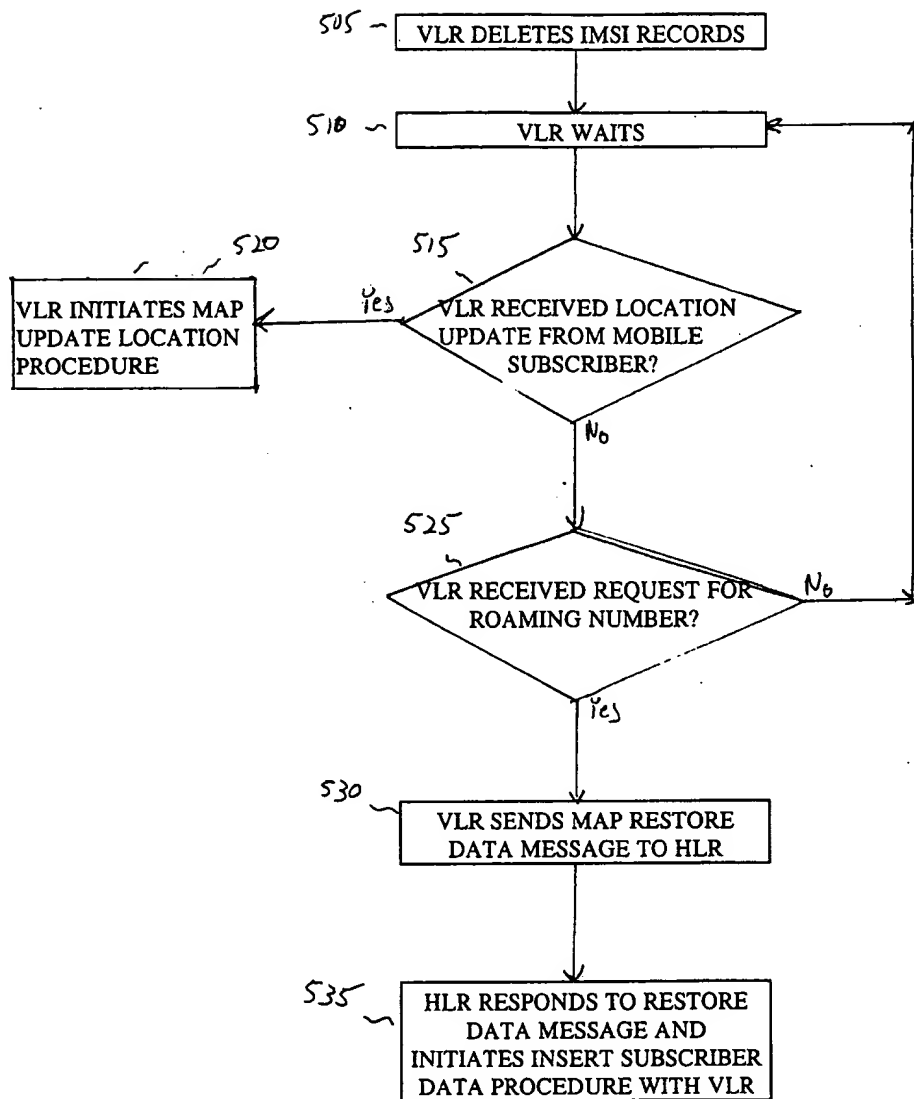 505
VLR DELETES IMSI RECORDS
510
VLR WAITS
520
515
VLR INITIATES MAP
UPDATE LOCATION
PROCEDURE
Yes
VLR RECEIVED LOCATION
UPDATE FROM MOBILE
SUBSCRIBER?
No
525
VLR RECEIVED REQUEST FOR
ROAMING NUMBER?
No
Yes
530
VLR SENDS MAP RESTORE
DATA MESSAGE TO HLR
535
HLR RESPONDS TO RESTORE
DATA MESSAGE AND
INITIATES INSERT SUBSCRIBER
DATA PROCEDURE WITH VLR